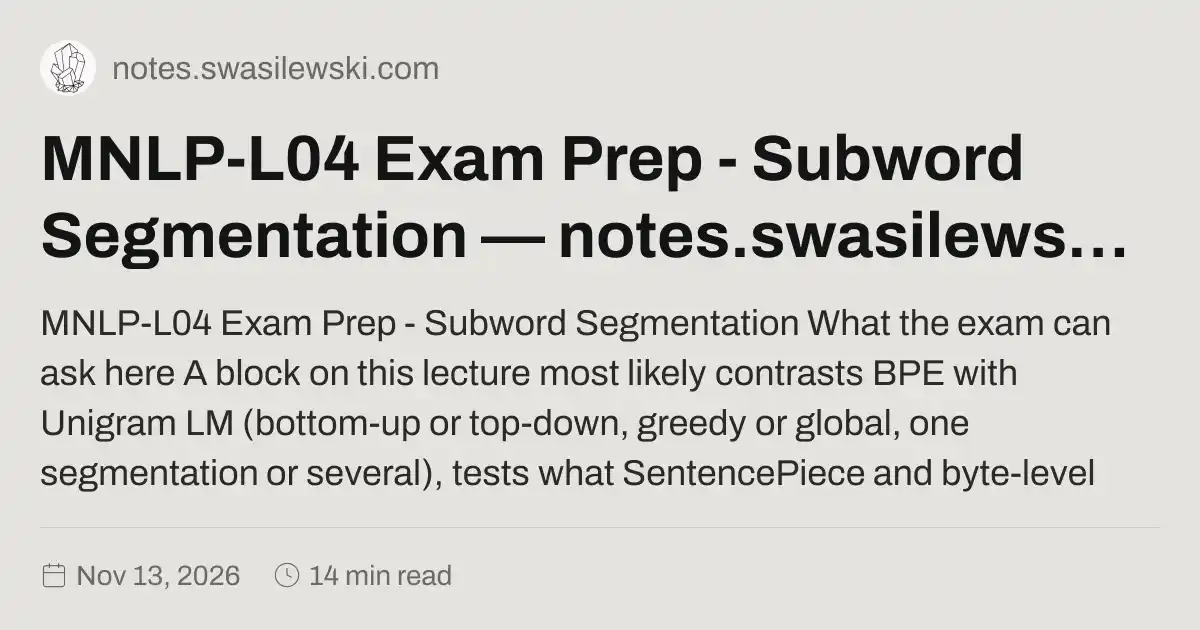 notes.swasilewski.com
MNLP-L04 Exam Prep - Subword
Segmentation — notes.swasilews…
MNLP-L04 Exam Prep - Subword Segmentation What the exam can
ask here A block on this lecture most likely contrasts BPE with
Unigram LM (bottom-up or top-down, greedy or global, one
segmentation or several), tests what SentencePiece and byte-level
Nov 13, 2026 14 min read